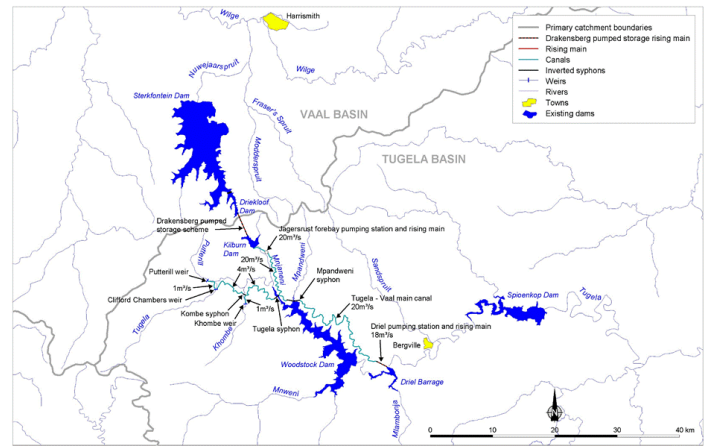 Wilge
Harrismith
Primary catchment boundaries
Drakensberg pumped storage rising main
Rising main
Canals
Inverted syphons
Weirs
Rivers
Towns
Existing dams
Nuwejaarspruit
Wilge
Sterkfontein Dam
Fraser's Spruit
VAAL BASIN
Modderspruit
TUGELA BASIN
Driekloof
Dam
Drakensberg pumped
storage scheme
Jagersrust forebay pumping station and rising main
20m³/s
Putterill
Kilburn
Dam
Mnjaneni
Mpandweni
20m³/s
4m³/s
Sandspruit
Putterill weir
Mpandweni
syphon
1m³/s
Clifford Chambers weir
Spioenkop Dam
Tugela
Tugela - Vaal main canal
20m³/s
Kombe syphon
1m³/s
Khombe weir
Tugela
Khombe
Tugela syphon
Driel pumping station and rising main
18m³/s
Bergville
Woodstock Dam
Driel Barrage
Mnweni
Mlambonja
N
0 10 20 30 40 km